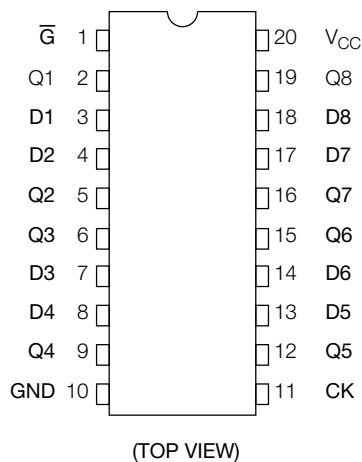 G̅ 1 20 VCC
Q1 2 19 Q8
D1 3 18 D8
D2 4 17 D7
Q2 5 16 Q7
Q3 6 15 Q6
D3 7 14 D6
D4 8 13 D5
Q4 9 12 Q5
GND 10 11 CK
(TOP VIEW)